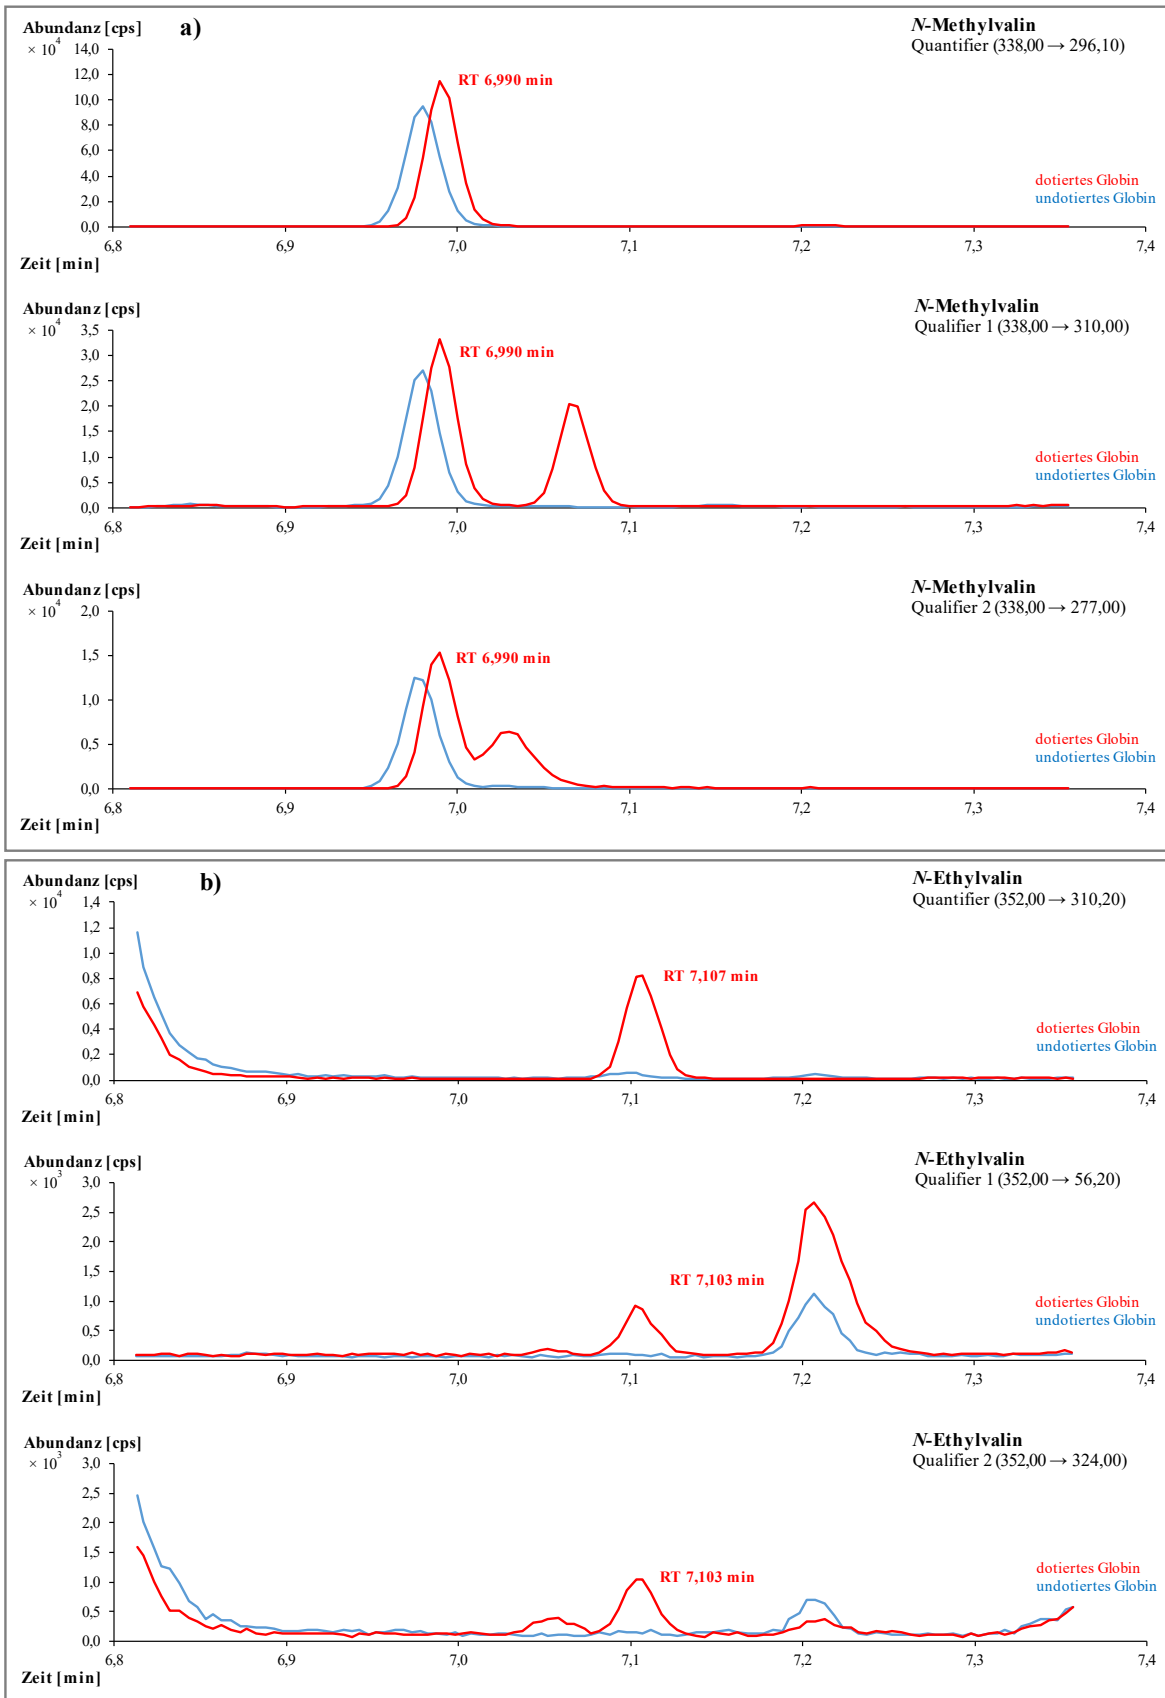 Abundanz [cps]
a)
N-Methylvalin
× 10⁴
Quantifier (338,00 → 296,10)
14,0
12,0
10,0
8,0
6,0
4,0
2,0
0,0
RT 6,990 min
dotiertes Globin
undotiertes Globin
6,8 6,9 7,0 7,1 7,2 7,3 7,4
Zeit [min]
Abundanz [cps]
N-Methylvalin
× 10⁴
Qualifier 1 (338,00 → 310,00)
3,5
3,0
2,5
2,0
1,5
1,0
0,5
0,0
RT 6,990 min
dotiertes Globin
undotiertes Globin
6,8 6,9 7,0 7,1 7,2 7,3 7,4
Zeit [min]
Abundanz [cps]
N-Methylvalin
× 10⁴
Qualifier 2 (338,00 → 277,00)
2,0
1,5
1,0
0,5
0,0
RT 6,990 min
dotiertes Globin
undotiertes Globin
6,8 6,9 7,0 7,1 7,2 7,3 7,4
Zeit [min]
Abundanz [cps]
b)
N-Ethylvalin
× 10⁴
Quantifier (352,00 → 310,20)
1,4
1,2
1,0
0,8
0,6
0,4
0,2
0,0
RT 7,107 min
dotiertes Globin
undotiertes Globin
6,8 6,9 7,0 7,1 7,2 7,3 7,4
Zeit [min]
Abundanz [cps]
N-Ethylvalin
× 10³
Qualifier 1 (352,00 → 56,20)
3,0
2,5
2,0
1,5
1,0
0,5
0,0
RT 7,103 min
dotiertes Globin
undotiertes Globin
6,8 6,9 7,0 7,1 7,2 7,3 7,4
Zeit [min]
Abundanz [cps]
N-Ethylvalin
× 10³
Qualifier 2 (352,00 → 324,00)
3,0
2,5
2,0
1,5
1,0
0,5
0,0
RT 7,103 min
dotiertes Globin
undotiertes Globin
6,8 6,9 7,0 7,1 7,2 7,3 7,4
Zeit [min]